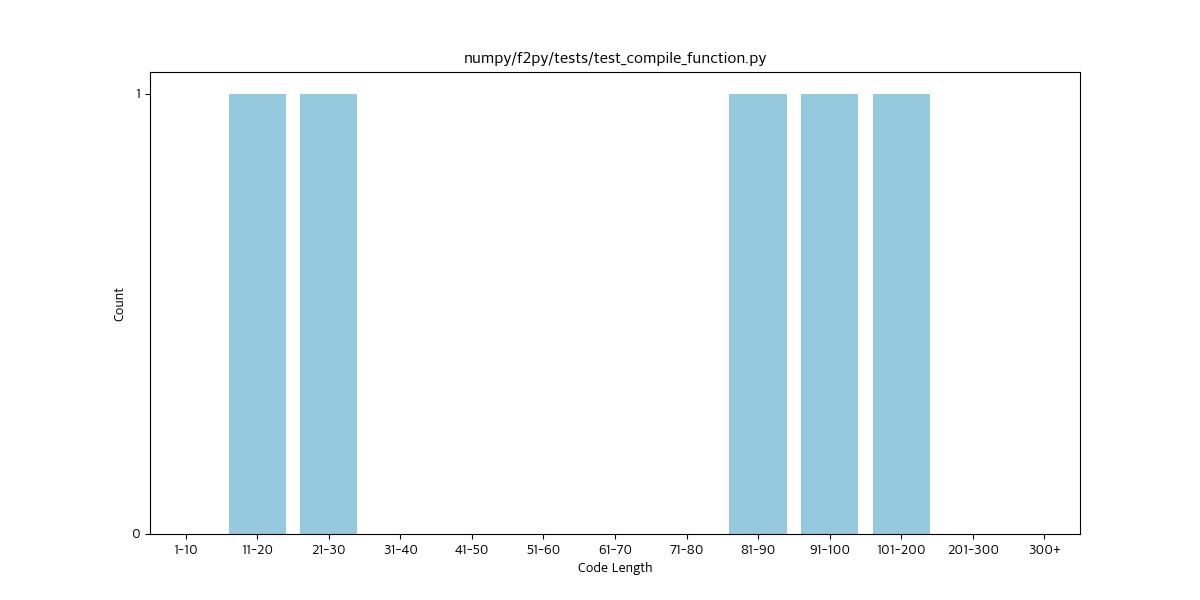 numpy/f2py/tests/test_compile_function.py
1
Count
0
1-10 11-20 21-30 31-40 41-50 51-60 61-70 71-80 81-90 91-100 101-200 201-300 300+
Code Length